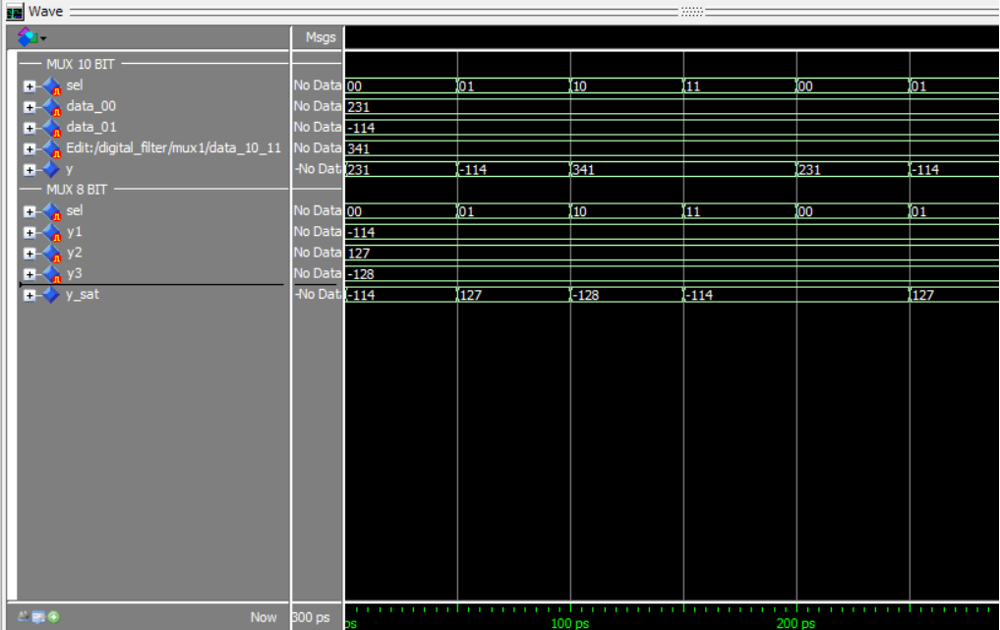 Wave
Msgs
MUX 10 BIT
sel No Data 00 01 10 11 00 01
data_00 No Data 231
data_01 No Data -114
Edit:/digital_filter/mux1/data_10_11 No Data 341
y -No Dat 231 -114 341 231 -114
MUX 8 BIT
sel No Data 00 01 10 11 00 01
y1 No Data -114
y2 No Data 127
y3 No Data -128
y_sat -No Dat -114 127 -128 -114 127
Now 300 ps ps 100 ps 200 ps